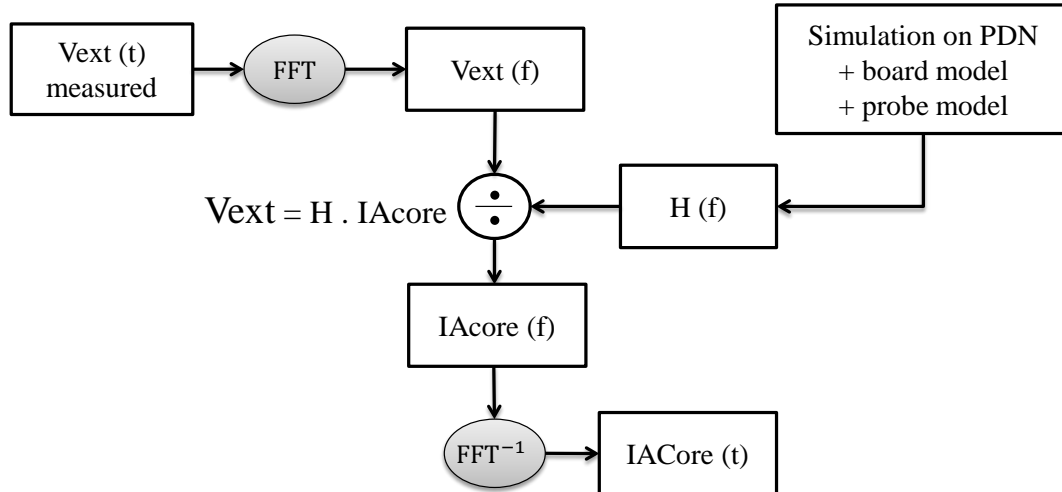 Vext (t)
measured
FFT
Vext (f)
Simulation on PDN
+ board model
+ probe model
Vext = H . IAcore
H (f)
IAcore (f)
FFT⁻¹
IACore (t)